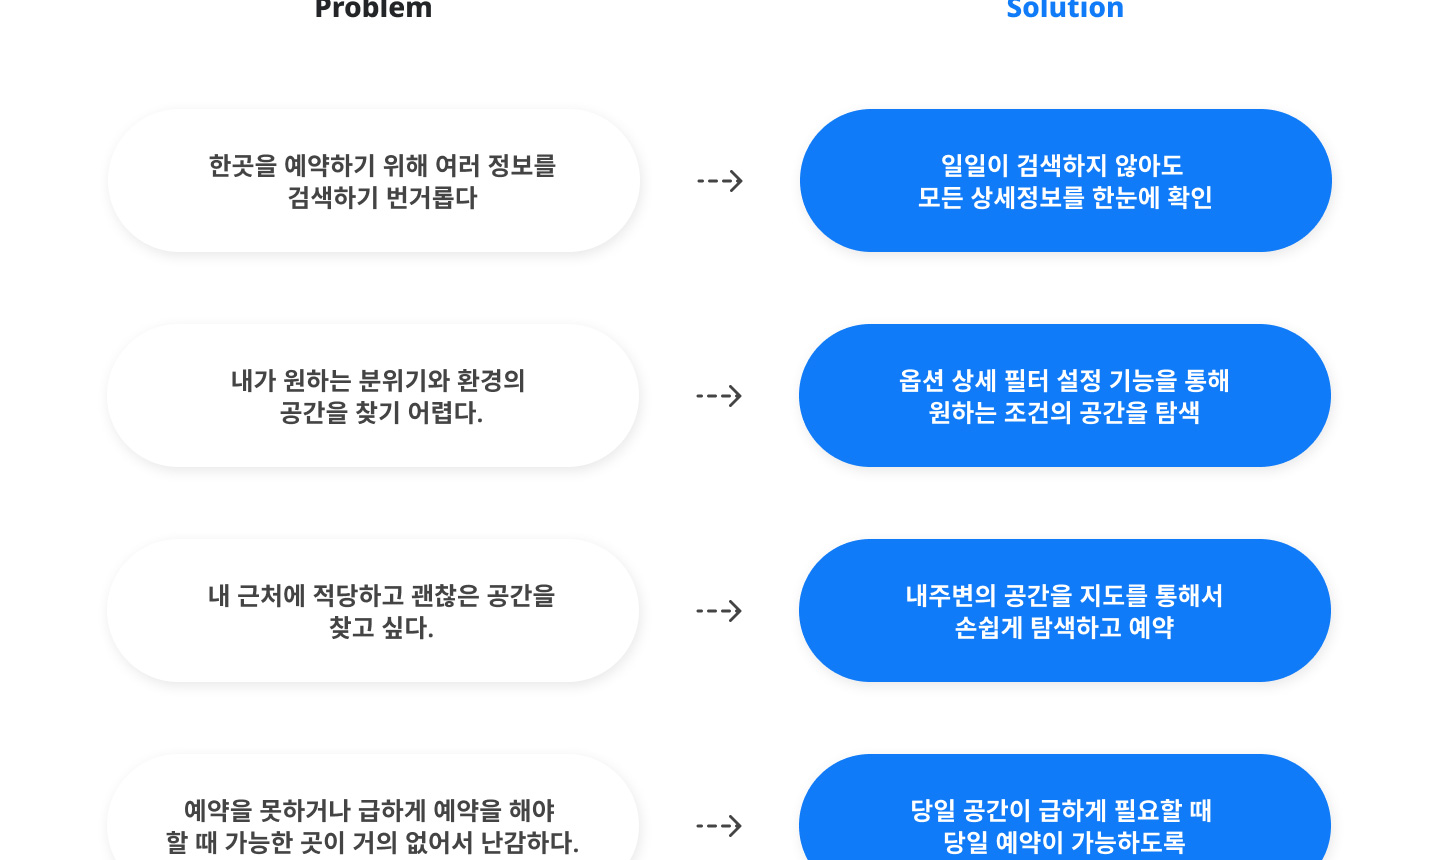 Problem
Solution
한곳을 예약하기 위해 여러 정보를
검색하기 번거롭다
일일이 검색하지 않아도
모든 상세정보를 한눈에 확인
내가 원하는 분위기와 환경의
공간을 찾기 어렵다.
옵션 상세 필터 설정 기능을 통해
원하는 조건의 공간을 탐색
내 근처에 적당하고 괜찮은 공간을
찾고 싶다.
내주변의 공간을 지도를 통해서
손쉽게 탐색하고 예약
예약을 못하거나 급하게 예약을 해야
할 때 가능한 곳이 거의 없어서 난감하다.
당일 공간이 급하게 필요할 때
당일 예약이 가능하도록